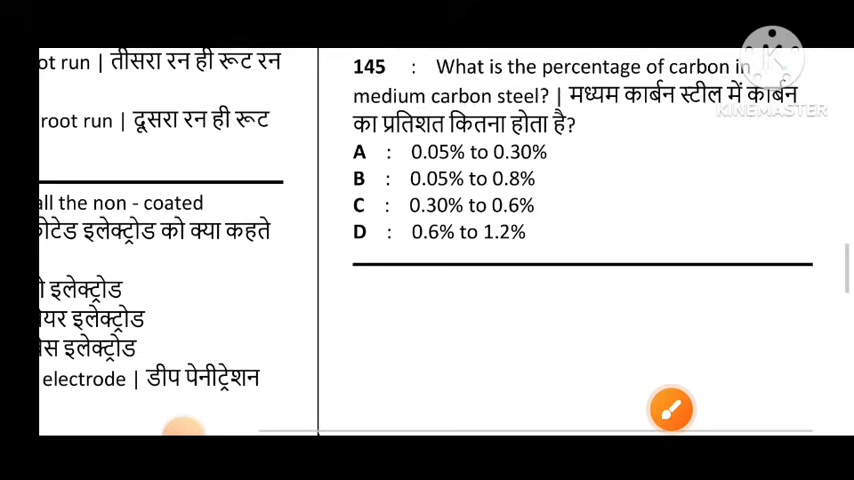 ot run | तीसरा रन ही रूट रन
root run | दूसरा रन ही रूट
all the non - coated
कोटेड इलेक्ट्रोड को क्या कहते
इलेक्ट्रोड
यर इलेक्ट्रोड
स इलेक्ट्रोड
electrode | डीप पेनीट्रेशन
145 : What is the percentage of carbon in
medium carbon steel? | मध्यम कार्बन स्टील में कार्बन
का प्रतिशत कितना होता है?
A : 0.05% to 0.30%
B : 0.05% to 0.8%
C : 0.30% to 0.6%
D : 0.6% to 1.2%
KINEMASTER